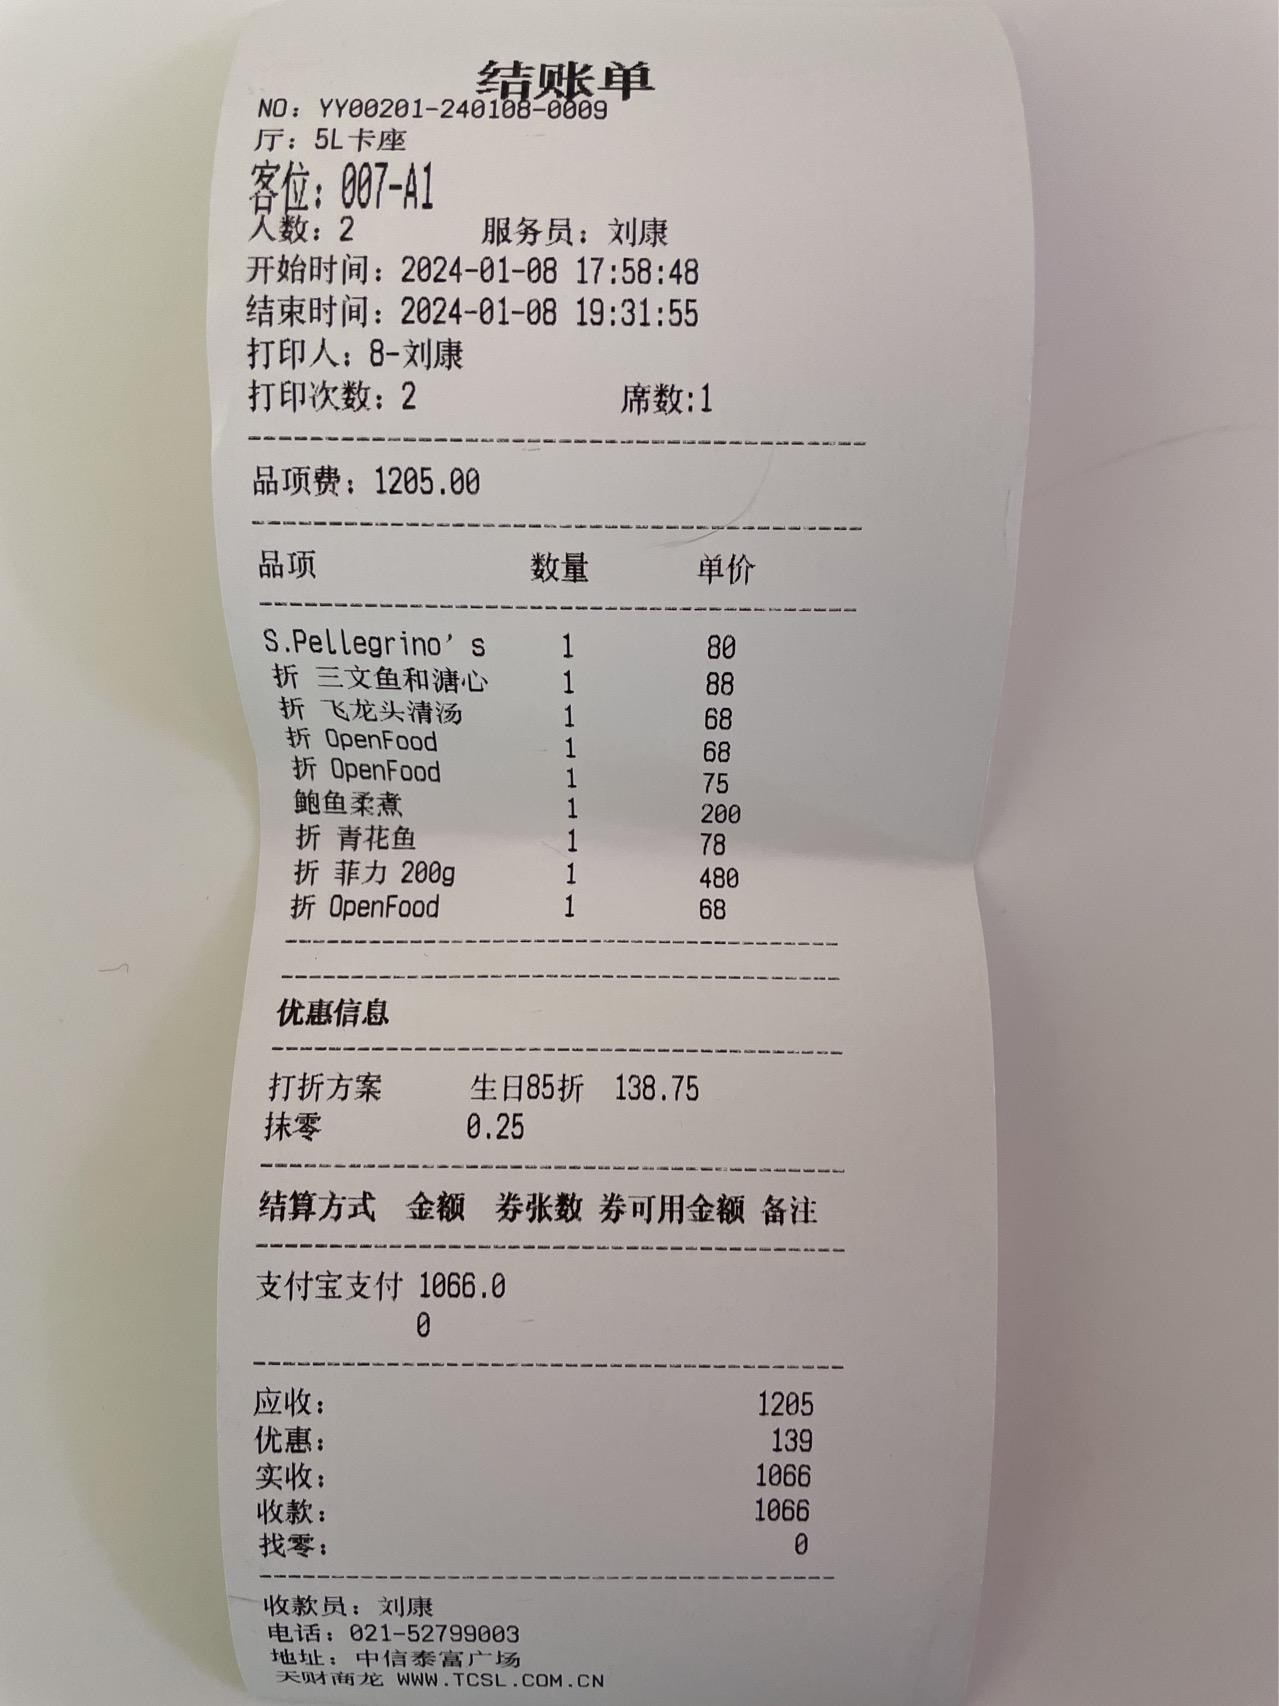 结账单
NO: YY00201-240108-0009
厅: 5L卡座
客位: 007-A1
人数: 2 服务员: 刘康
开始时间: 2024-01-08 17:58:48
结束时间: 2024-01-08 19:31:55
打印人: 8-刘康
打印次数: 2 席数:1
品项费: 1205.00
品项 数量 单价
S.Pellegrino's 1 80
折 三文鱼和溏心 1 88
折 飞龙头清汤 1 68
折 OpenFood 1 68
折 OpenFood 1 75
鲍鱼柔煮 1 200
折 青花鱼 1 78
折 菲力 200g 1 480
折 OpenFood 1 68
优惠信息
打折方案 生日85折 138.75
抹零 0.25
结算方式 金额 券张数 券可用金额 备注
支付宝支付 1066.0
0
应收: 1205
优惠: 139
实收: 1066
收款: 1066
找零: 0
收款员: 刘康
电话: 021-52799003
地址: 中信泰富广场
天财商龙 WWW.TCSL.COM.CN